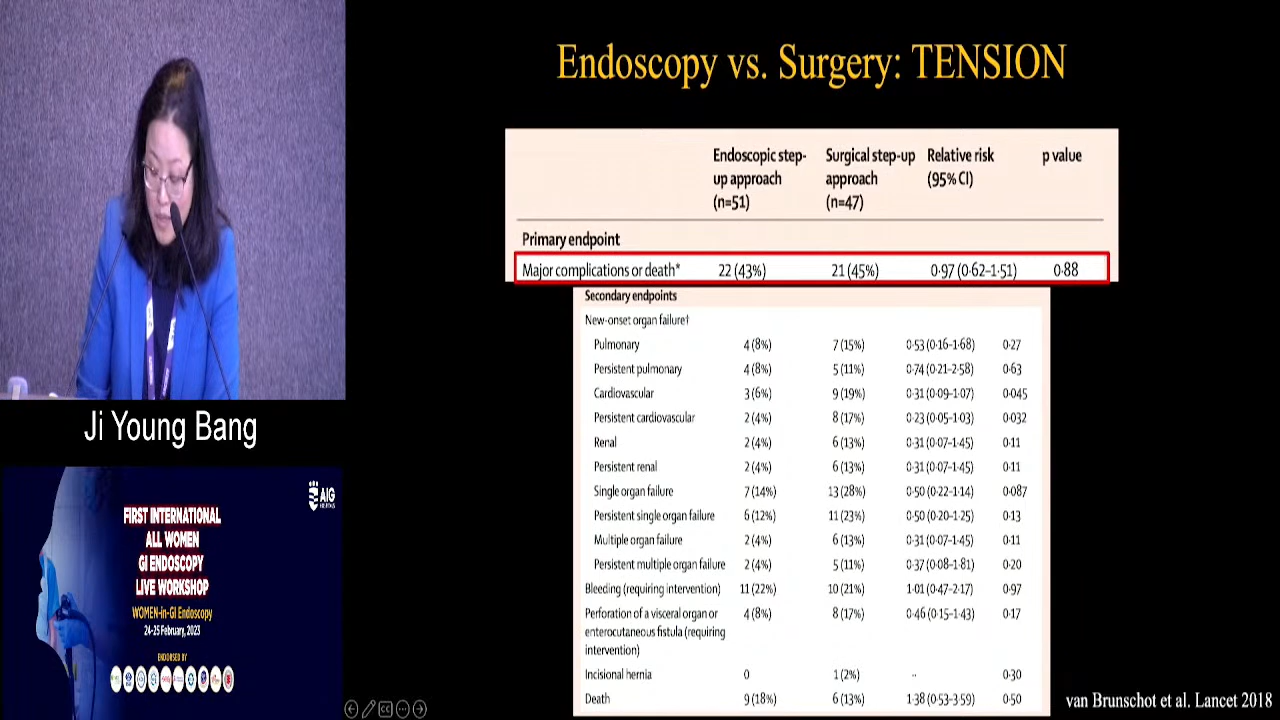 Endoscopy vs. Surgery: TENSION
Endoscopic step-up approach (n=51) Surgical step-up approach (n=47) Relative risk (95% CI) p value
Primary endpoint
Major complications or death* 22 (43%) 21 (45%) 0·97 (0·62–1·51) 0·88
Secondary endpoints
New-onset organ failure†
Pulmonary 4 (8%) 7 (15%) 0·53 (0·16–1·68) 0·27
Persistent pulmonary 4 (8%) 5 (11%) 0·74 (0·21–2·58) 0·63
Cardiovascular 3 (6%) 9 (19%) 0·31 (0·09–1·07) 0·045
Persistent cardiovascular 2 (4%) 8 (17%) 0·23 (0·05–1·03) 0·032
Renal 2 (4%) 6 (13%) 0·31 (0·07–1·45) 0·11
Persistent renal 2 (4%) 6 (13%) 0·31 (0·07–1·45) 0·11
Single organ failure 7 (14%) 13 (28%) 0·50 (0·22–1·14) 0·087
Persistent single organ failure 6 (12%) 11 (23%) 0·50 (0·20–1·25) 0·13
Multiple organ failure 2 (4%) 6 (13%) 0·31 (0·07–1·45) 0·11
Persistent multiple organ failure 2 (4%) 5 (11%) 0·37 (0·08–1·81) 0·20
Bleeding (requiring intervention) 11 (22%) 10 (21%) 1·01 (0·47–2·17) 0·97
Perforation of a visceral organ or 4 (8%) 8 (17%) 0·46 (0·15–1·43) 0·17
enterocutaneous fistula (requiring
intervention)
Incisional hernia 0 1 (2%) ·· 0·30
Death 9 (18%) 6 (13%) 1·38 (0·53–3·59) 0·50
van Brunschot et al. Lancet 2018
Ji Young Bang
AIG
HOSPITALS
FIRST INTERNATIONAL
ALL WOMEN
GI ENDOSCOPY
LIVE WORKSHOP
WOMEN-in-GI Endoscopy
24-25 February, 2023
ENDORSED BY